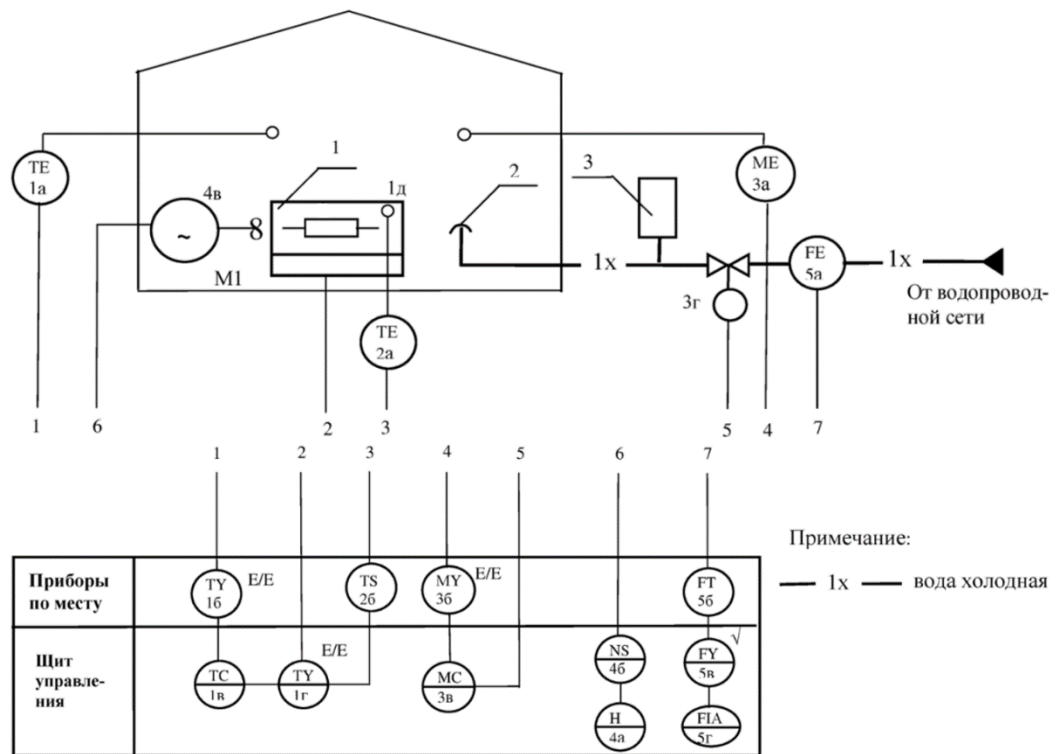 1
2
3
TE
1а
4в
1д
ME
3а
~
8
M1
1х
FE
5а
1х
3г
От водопровод-
ной сети
TE
2а
1
6
2
3
5
4
7
1
2
3
4
5
6
7
Примечание:
1х
вода холодная
Приборы
по месту
TY
1б
E/E
TS
2б
MY
3б
E/E
FT
5б
Щит
управле-
ния
TC
1в
TY
1г
E/E
MC
3в
NS
4б
FY
5в
√
H
4а
FIA
5г